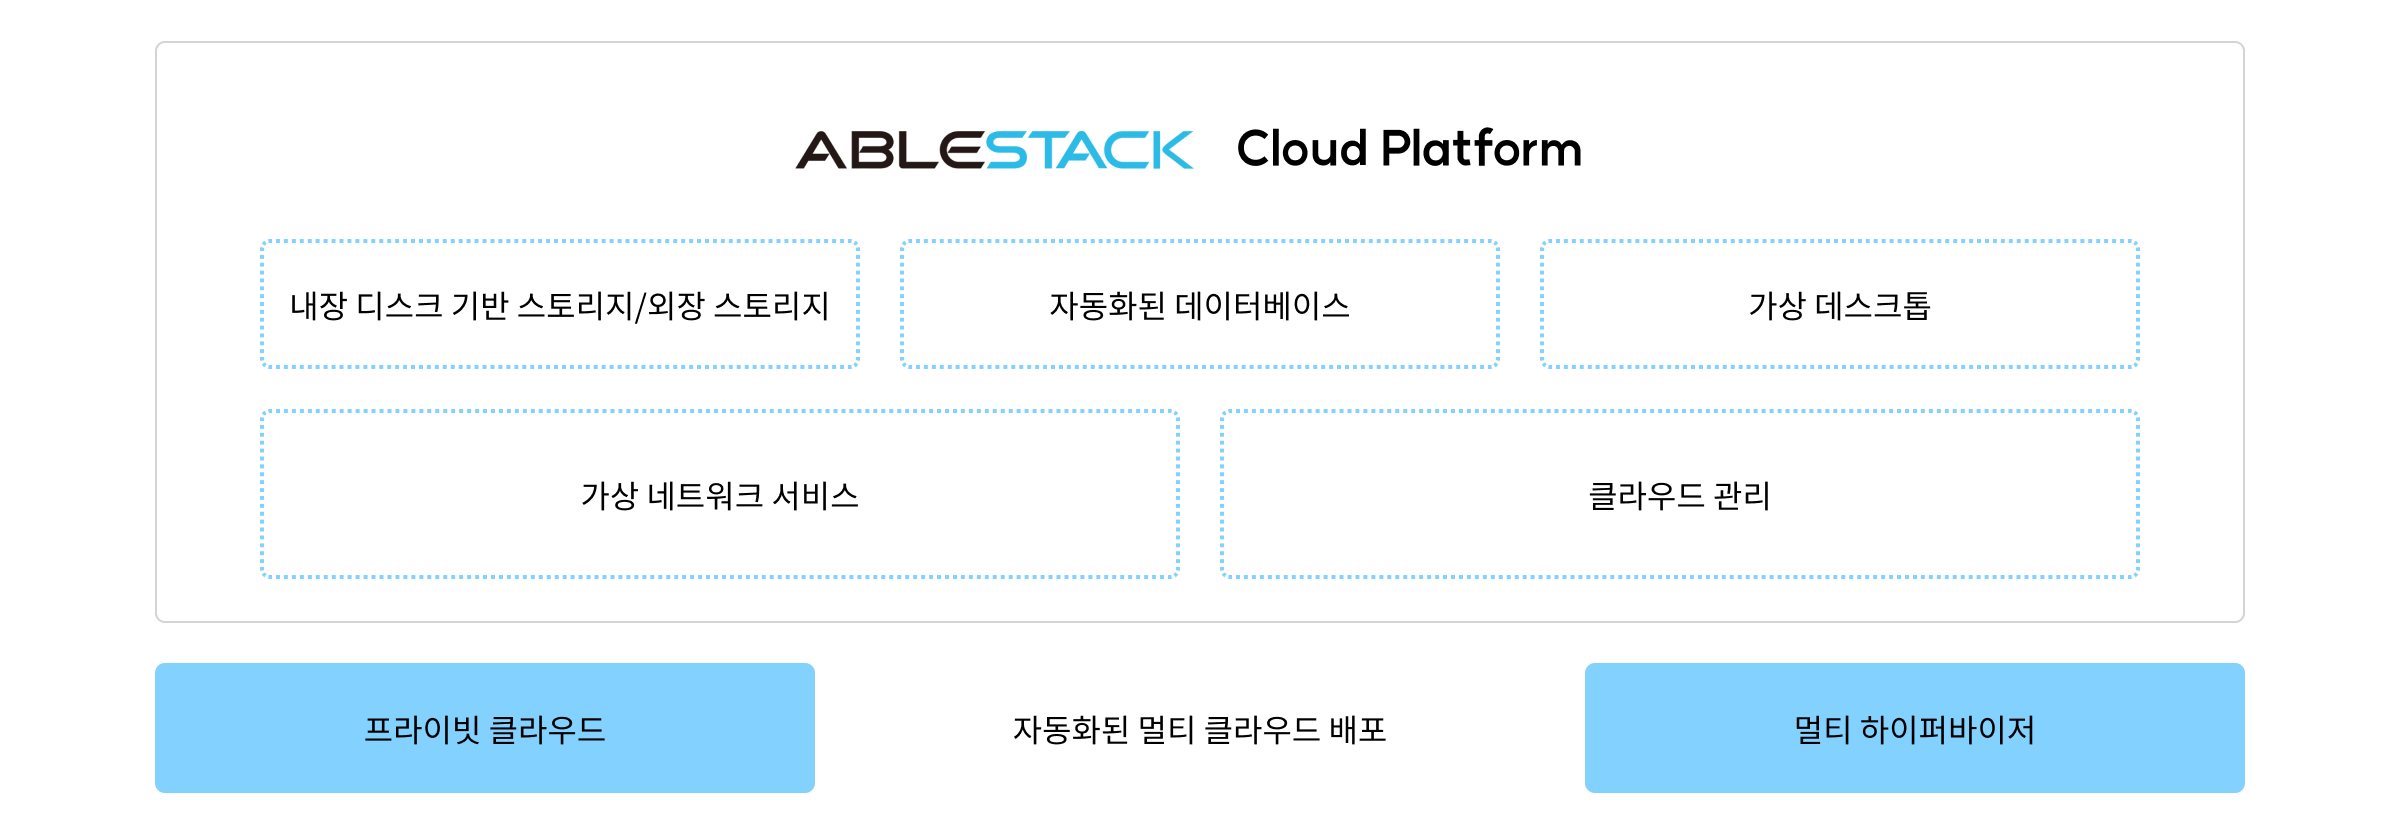 ABLESTACK Cloud Platform
내장 디스크 기반 스토리지/외장 스토리지
자동화된 데이터베이스
가상 데스크톱
가상 네트워크 서비스
클라우드 관리
프라이빗 클라우드
자동화된 멀티 클라우드 배포
멀티 하이퍼바이저